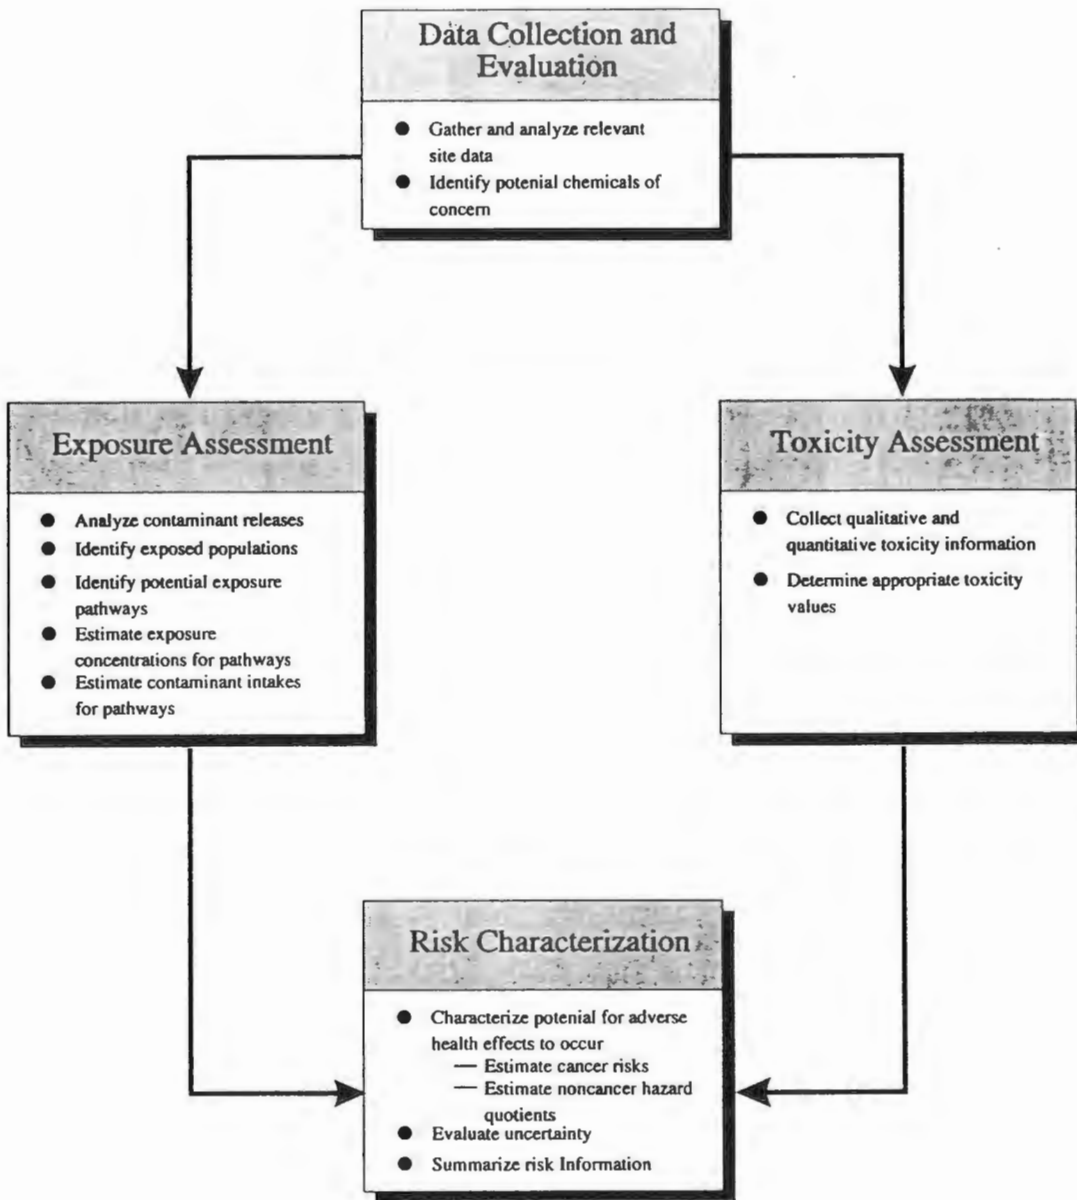 Data Collection and
Evaluation
● Gather and analyze relevant
site data
● Identify potenial chemicals of
concern
Exposure Assessment
● Analyze contaminant releases
● Identify exposed populations
● Identify potential exposure
pathways
● Estimate exposure
concentrations for pathways
● Estimate contaminant intakes
for pathways
Toxicity Assessment
● Collect qualitative and
quantitative toxicity information
● Determine appropriate toxicity
values
Risk Characterization
● Characterize potenial for adverse
health effects to occur
— Estimate cancer risks
— Estimate noncancer hazard
quotients
● Evaluate uncertainty
● Summarize risk Information